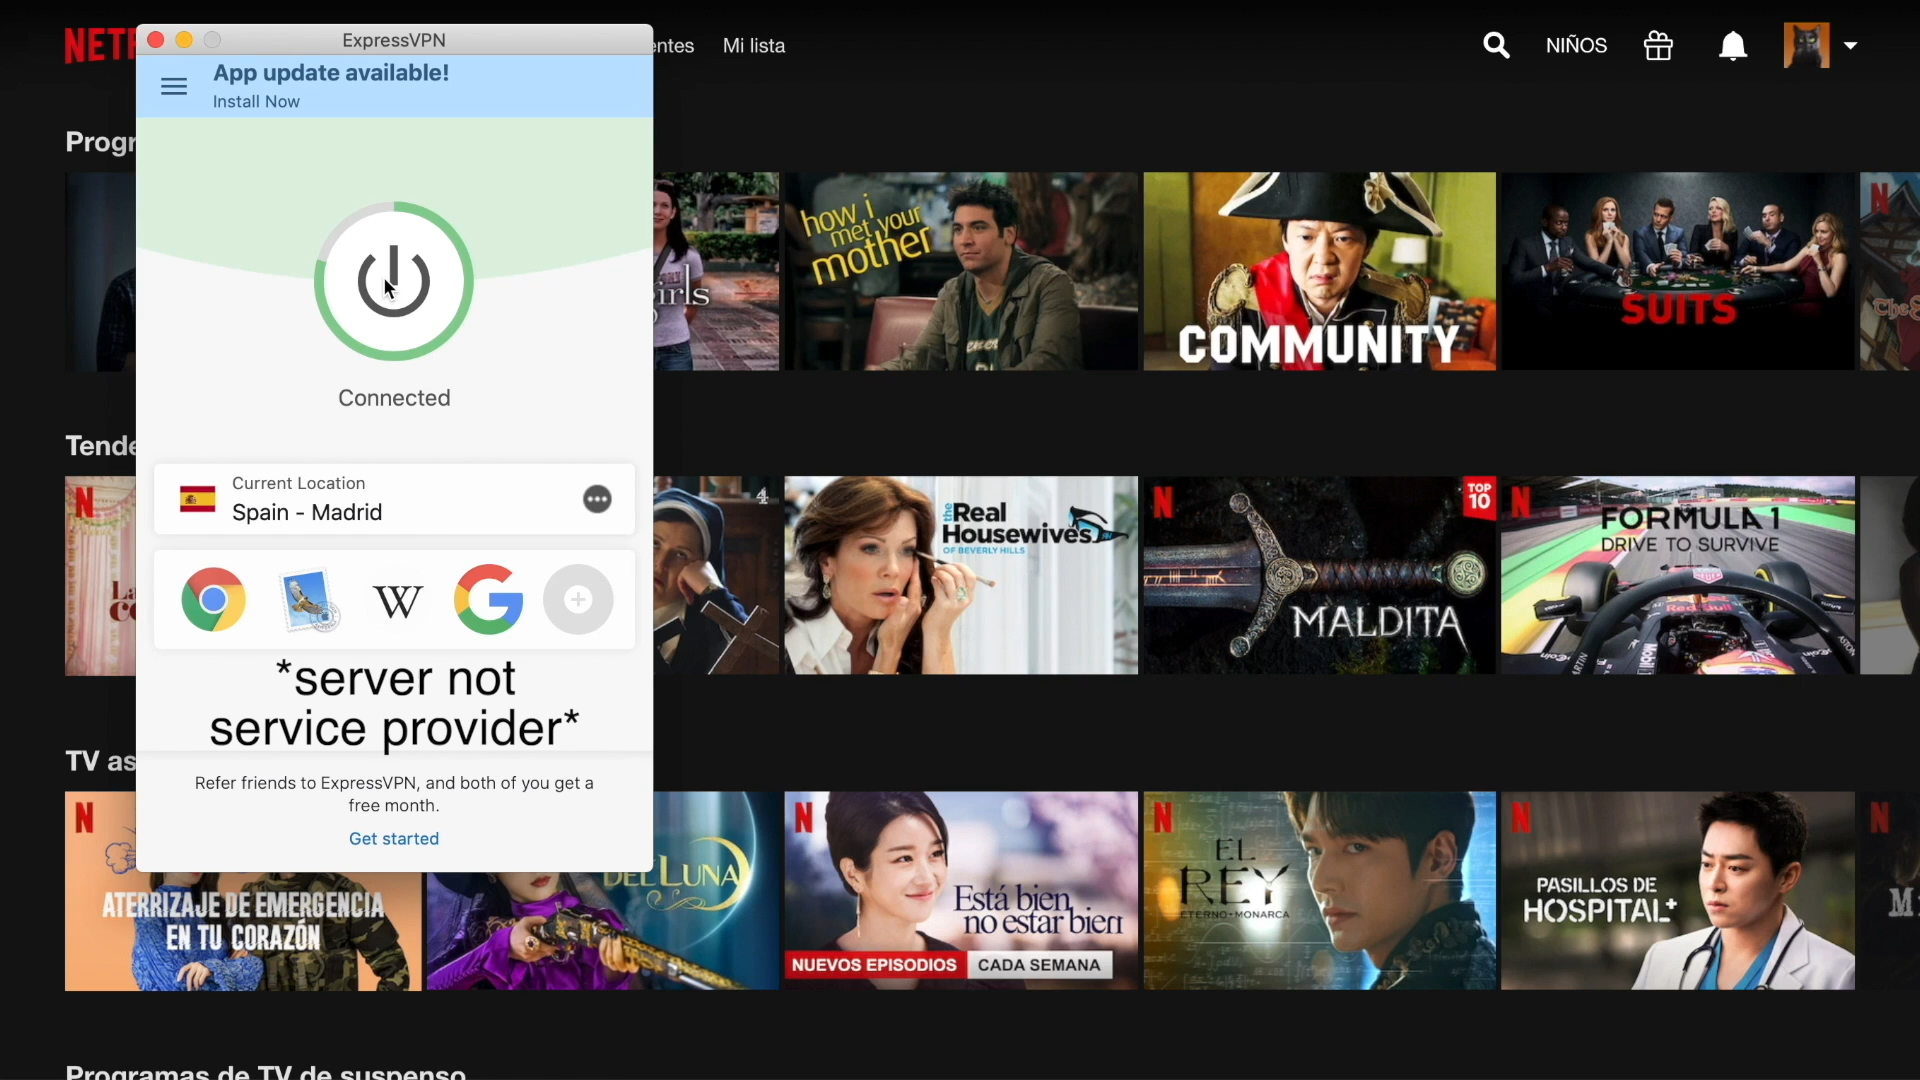 ExpressVPN
App update available!
Install Now
Connected
Current Location
Spain - Madrid
*server not
service provider*
Refer friends to ExpressVPN, and both of you get a
free month.
Get started
Mi lista
NIÑOS
how i
met your
mother
COMMUNITY
SUITS
4
the Real
Housewives
OF BEVERLY HILLS
N
MALDITA
TOP
10
N
FORMULA 1
DRIVE TO SURVIVE
Red Bull
N
TV
N
ATERRIZAJE DE EMERGENCIA
EN TU CORAZÓN
DEL LUNA
N
Está bien
no estar bien
NUEVOS EPISODIOS CADA SEMANA
N
EL
REY
ETERNO•MONARCA
N
PASILLOS DE
HOSPITAL+
N
Programas de TV de suspenso